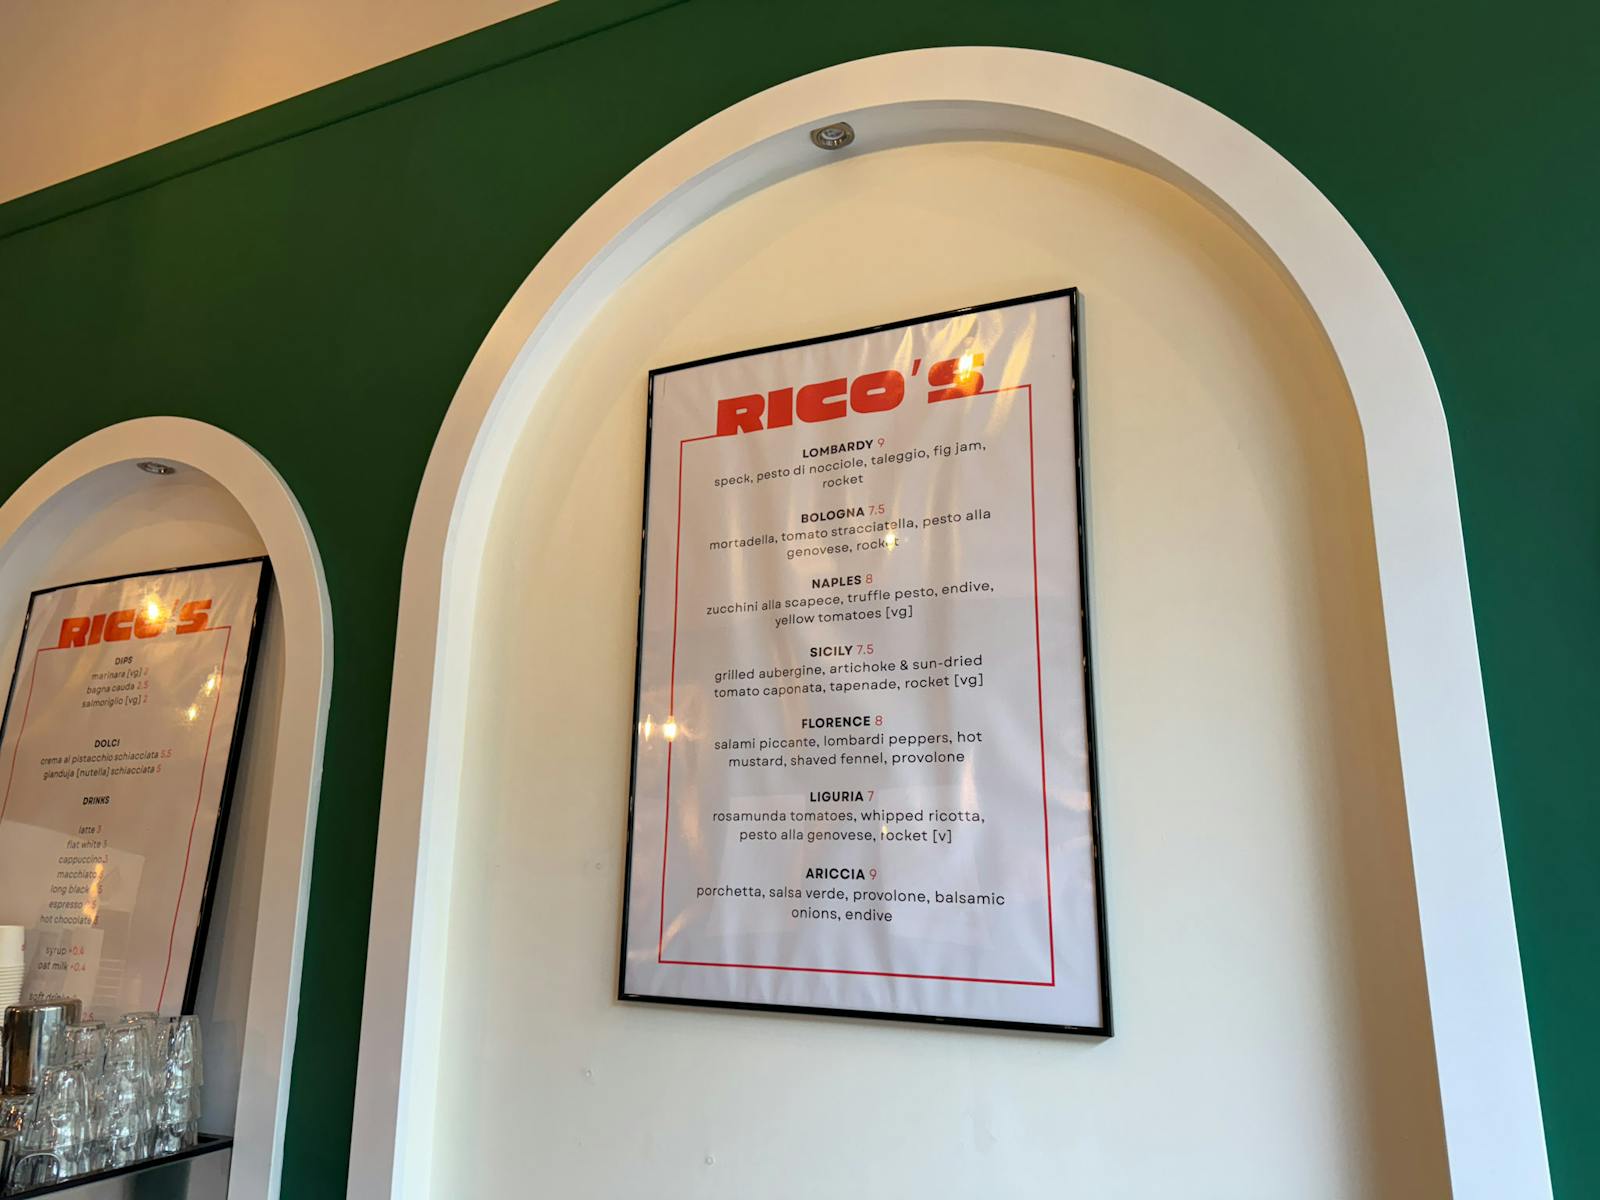 RICO'S
DIPS
marinara [vg] 2
bagna cauda 2.5
salmoriglio [vg] 2
DOLCI
crema al pistacchio schiacciata 5.5
gianduja [nutella] schiacciata 5
DRINKS
latte 3
flat white 3
cappuccino 3
macchiato
long black
espresso
hot chocolate
syrup +0.4
oat milk +0.4
soft drinks
2.5
RICO'S
LOMBARDY 9
speck, pesto di nocciole, taleggio, fig jam,
rocket
BOLOGNA 7.5
mortadella, tomato stracciatella, pesto alla
genovese, rocket
NAPLES 8
zucchini alla scapece, truffle pesto, endive,
yellow tomatoes [vg]
SICILY 7.5
grilled aubergine, artichoke & sun-dried
tomato caponata, tapenade, rocket [vg]
FLORENCE 8
salami piccante, lombardi peppers, hot
mustard, shaved fennel, provolone
LIGURIA 7
rosamunda tomatoes, whipped ricotta,
pesto alla genovese, rocket [v]
ARICCIA 9
porchetta, salsa verde, provolone, balsamic
onions, endive